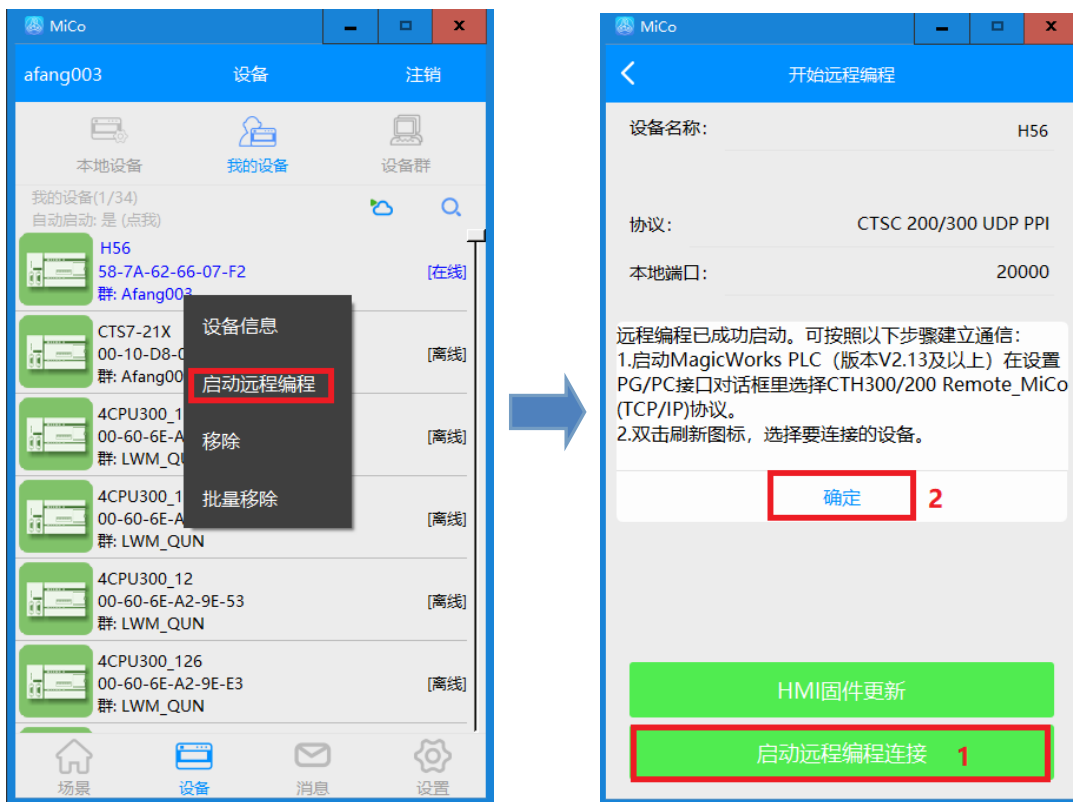 MiCo
afang003 设备 注销
本地设备 我的设备 设备群
我的设备(1/34)
自动启动: 是 (点我)
H56
58-7A-62-66-07-F2 [在线]
群: Afang003
CTS7-21X
00-10-D8-0 [离线]
群: Afang00
4CPU300_1
00-60-6E-A [离线]
群: LWM_QU
4CPU300_1
00-60-6E-A [离线]
群: LWM_QUN
4CPU300_12
00-60-6E-A2-9E-53 [离线]
群: LWM_QUN
4CPU300_126
00-60-6E-A2-9E-E3 [离线]
群: LWM_QUN
设备信息
启动远程编程
移除
批量移除
场景 设备 消息 设置
MiCo
开始远程编程
设备名称: H56
协议: CTSC 200/300 UDP PPI
本地端口: 20000
远程编程已成功启动。可按照以下步骤建立通信:
1.启动MagicWorks PLC（版本V2.13及以上）在设置
PG/PC接口对话框里选择CTH300/200 Remote_MiCo
(TCP/IP)协议。
2.双击刷新图标，选择要连接的设备。
确定 2
HMI固件更新
启动远程编程连接 1